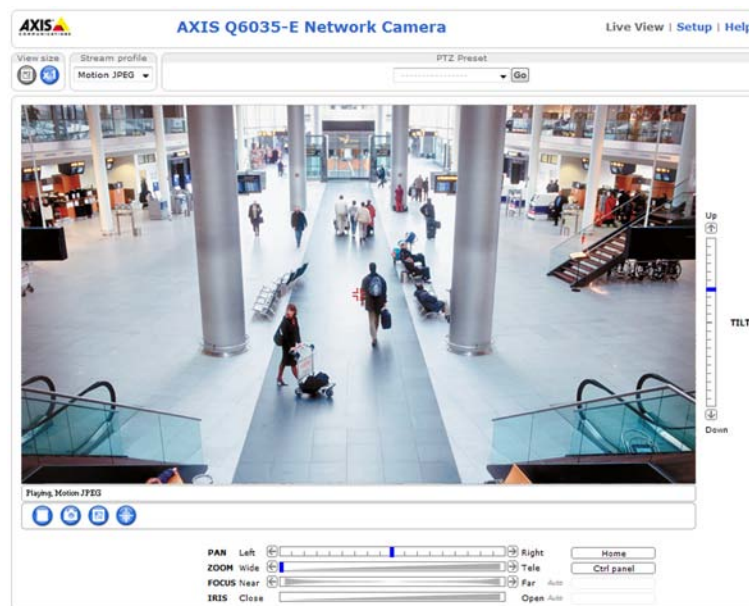 AXIS
COMMUNICATIONS
AXIS Q6035-E Network Camera
Live View | Setup | Help
View size
Stream profile
PTZ Preset
Motion JPEG
Go
Up
TILT
Down
Playing, Motion JPEG
PAN Left Right Home
ZOOM Wide Tele Ctrl panel
FOCUS Near Far Auto
IRIS Close Open Auto